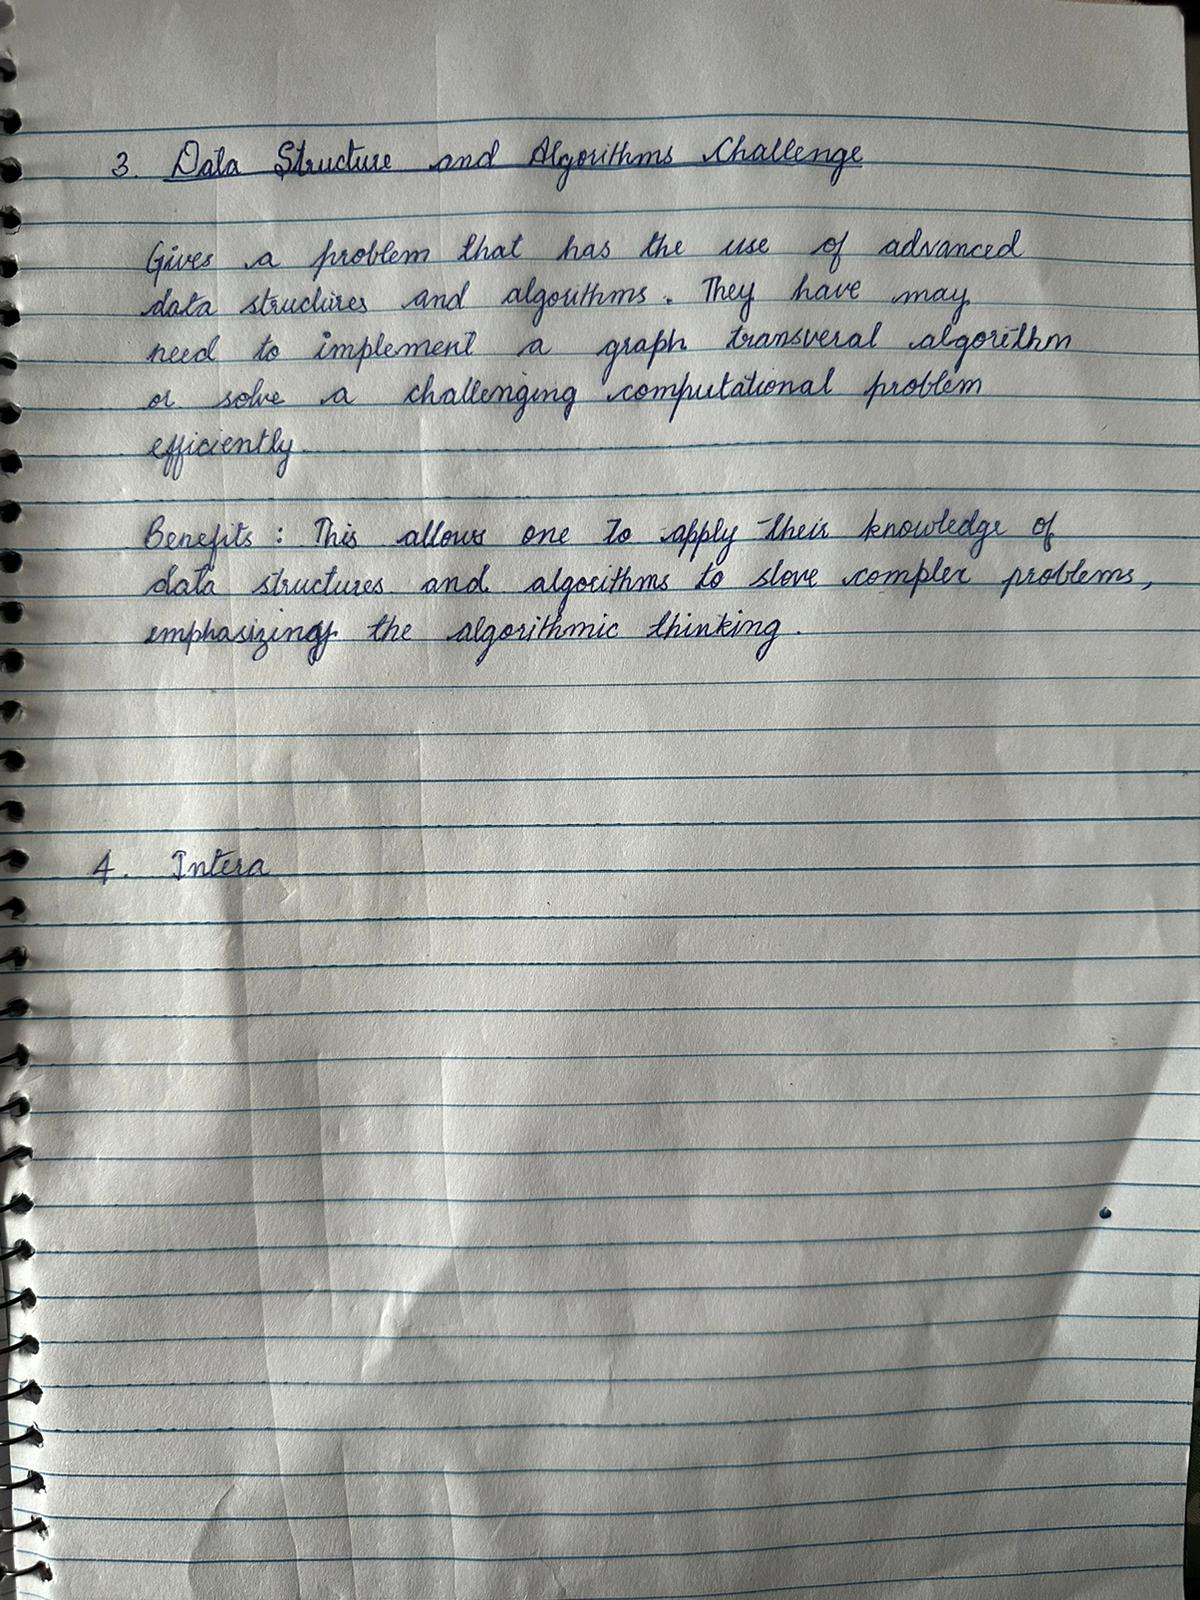 3. Data Structure and Algorithms Challenge
Gives a problem that has the use of advanced
data structures and algorithms. They have may
need to implement a graph transveral algorithm
or solve a challenging computational problem
efficiently
Benefits : This allows one to apply their knowledge of
data structures and algorithms to slove complex problems,
emphasizing the algorithmic thinking.
4. Intera